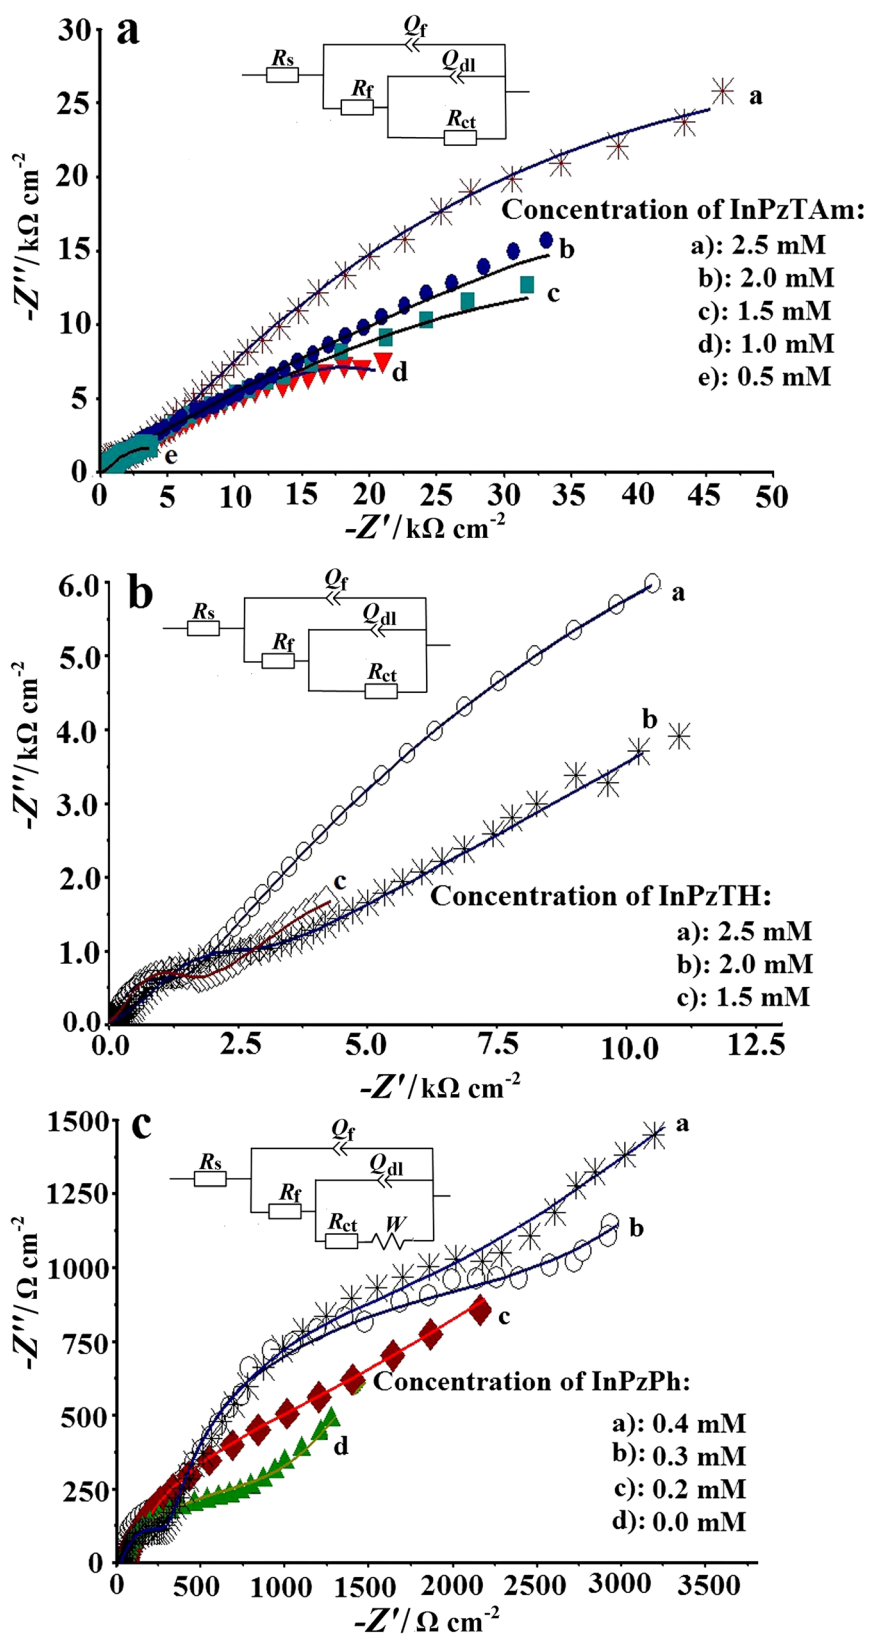 a
Qf
Rs
Qdl
Rf
Rct
30
25
20
15
10
5
0
-Z''/kΩ cm-2
a
b
c
d
e
Concentration of InPzTAm:
a): 2.5 mM
b): 2.0 mM
c): 1.5 mM
d): 1.0 mM
e): 0.5 mM
0 5 10 15 20 25 30 35 40 45 50
-Z'/kΩ cm-2
b
Qf
Rs
Qdl
Rf
Rct
6.0
5.0
4.0
3.0
2.0
1.0
0.0
-Z''/kΩ cm-2
a
b
c
Concentration of InPzTH:
a): 2.5 mM
b): 2.0 mM
c): 1.5 mM
0.0 2.5 5.0 7.5 10.0 12.5
-Z'/kΩ cm-2
c
Qf
Rs
Qdl
Rf
Rct W
1500
1250
1000
750
500
250
0
-Z''/Ω cm-2
a
b
c
d
Concentration of InPzPh:
a): 0.4 mM
b): 0.3 mM
c): 0.2 mM
d): 0.0 mM
0 500 1000 1500 2000 2500 3000 3500
-Z'/Ω cm-2